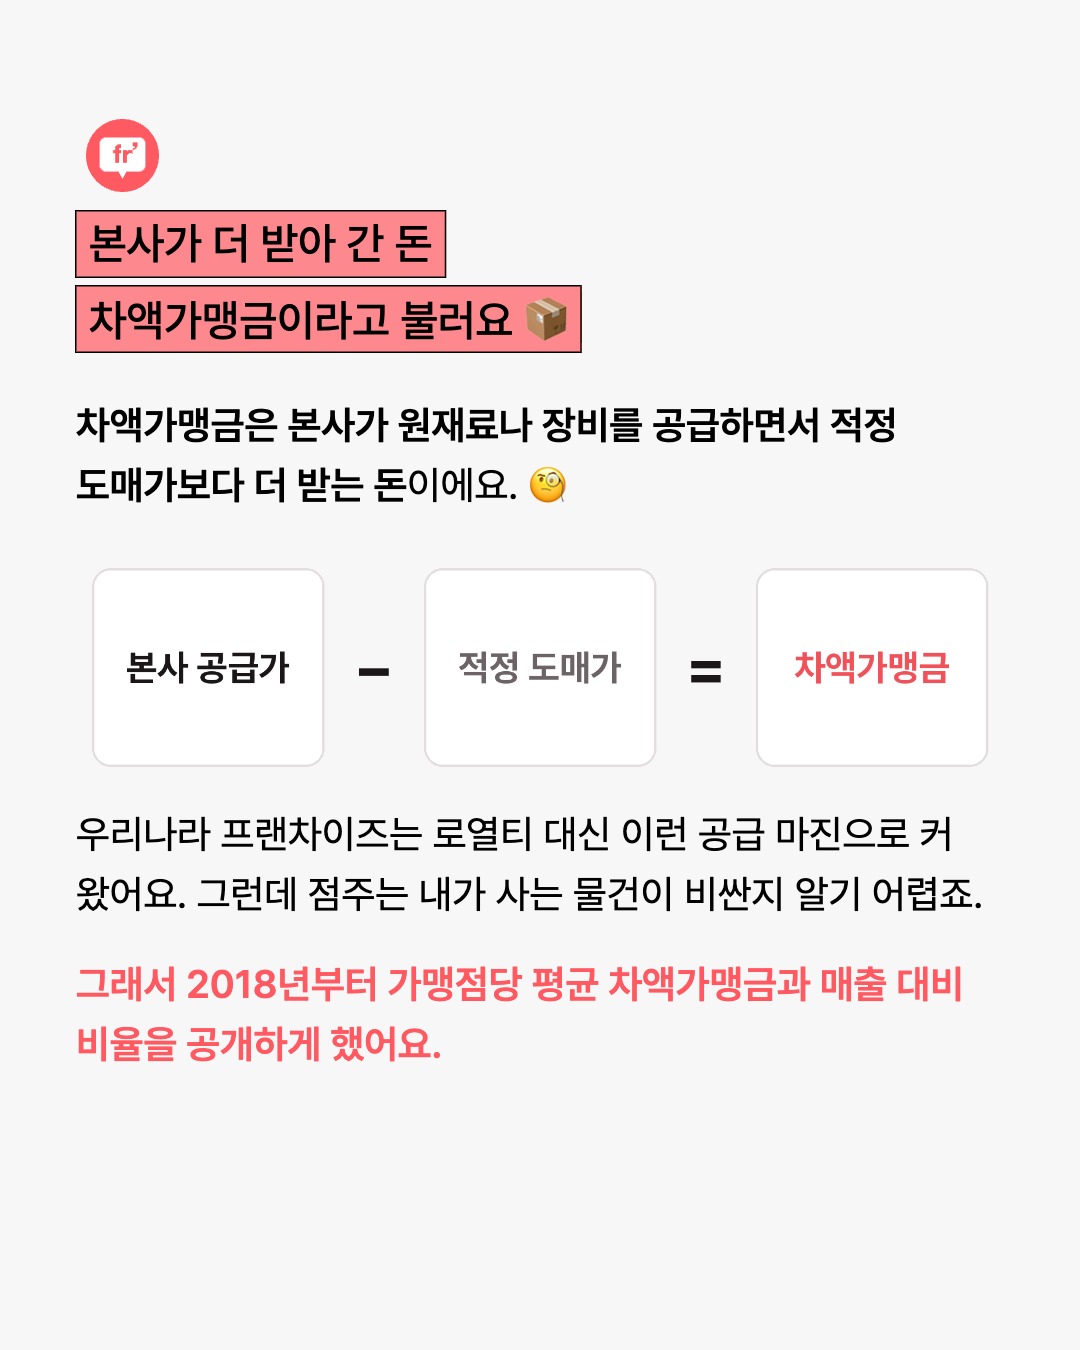 fr’
본사가 더 받아 간 돈
차액가맹금이라고 불러요 📦
차액가맹금은 본사가 원재료나 장비를 공급하면서 적정
도매가보다 더 받는 돈이에요. 🧐
본사 공급가 – 적정 도매가 = 차액가맹금
우리나라 프랜차이즈는 로열티 대신 이런 공급 마진으로 커
왔어요. 그런데 점주는 내가 사는 물건이 비싼지 알기 어렵죠.
그래서 2018년부터 가맹점당 평균 차액가맹금과 매출 대비
비율을 공개하게 했어요.